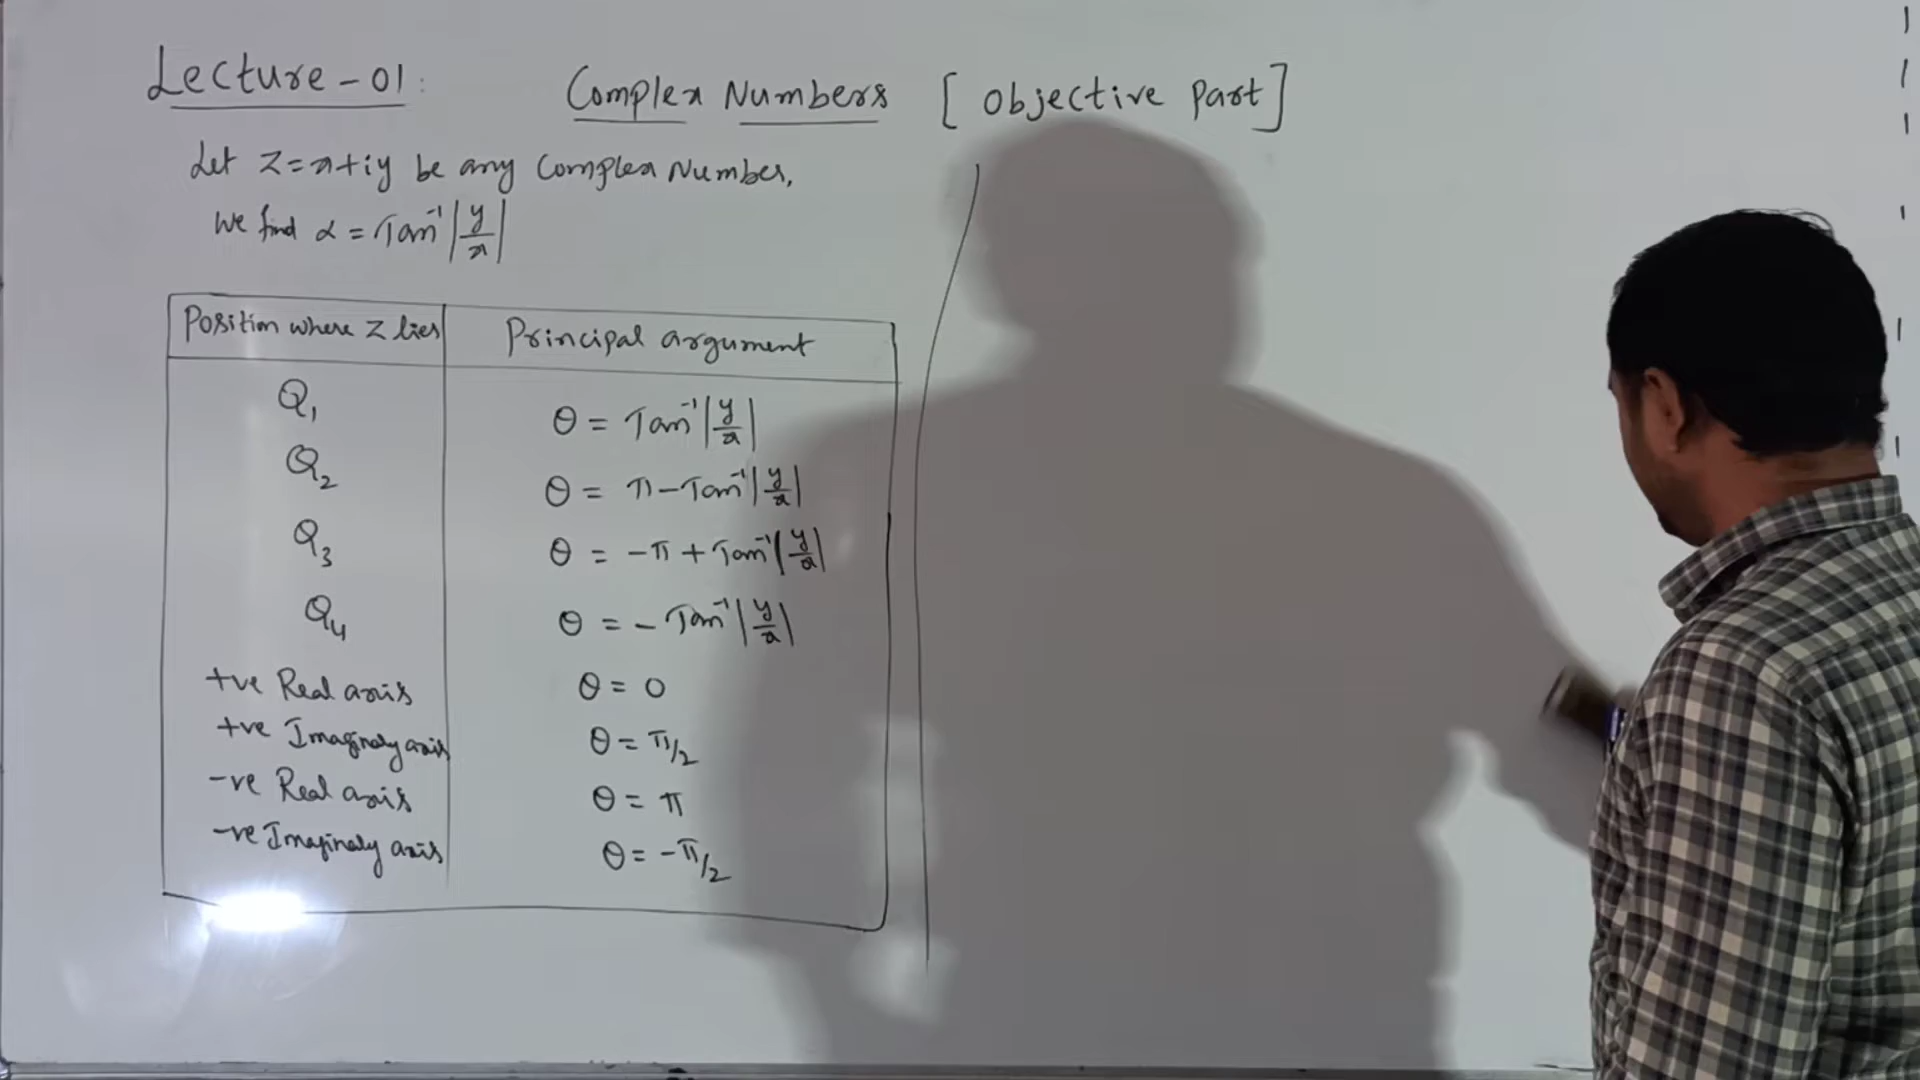 Lecture - 01:
Complex Numbers [Objective Part]
Let z = x+iy be any Complex Number,
We find α = Tan⁻¹|y/x|
Position where z lies | Principal argument
Q₁ | θ = Tan⁻¹|y/x|
Q₂ | θ = π - Tan⁻¹|y/x|
Q₃ | θ = -π + Tan⁻¹|y/x|
Q₄ | θ = - Tan⁻¹|y/x|
+ve Real axis | θ = 0
+ve Imaginary axis | θ = π/2
-ve Real axis | θ = π
-ve Imaginary axis | θ = -π/2